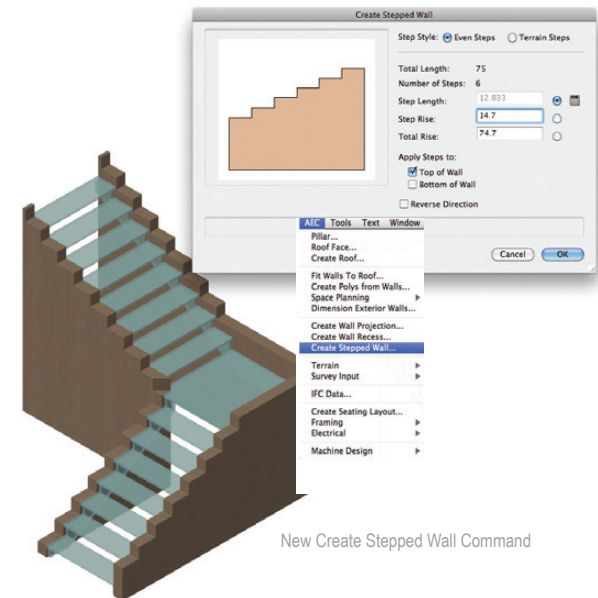 Create Stepped Wall
Step Style: Even Steps Terrain Steps
Total Length: 75
Number of Steps: 6
Step Length: 12.833
Step Rise: 14.7
Total Rise: 74.7
Apply Steps to:
Top of Wall
Bottom of Wall
Reverse Direction
Cancel OK
AEC Tools Text Window
Pillar...
Roof Face...
Create Roof...
Fit Walls To Roof...
Create Polys from Walls...
Space Planning
Dimension Exterior Walls...
Create Wall Projection...
Create Wall Recess...
Create Stepped Wall...
Terrain
Survey Input
IFC Data...
Create Seating Layout...
Framing
Electrical
Machine Design
New Create Stepped Wall Command